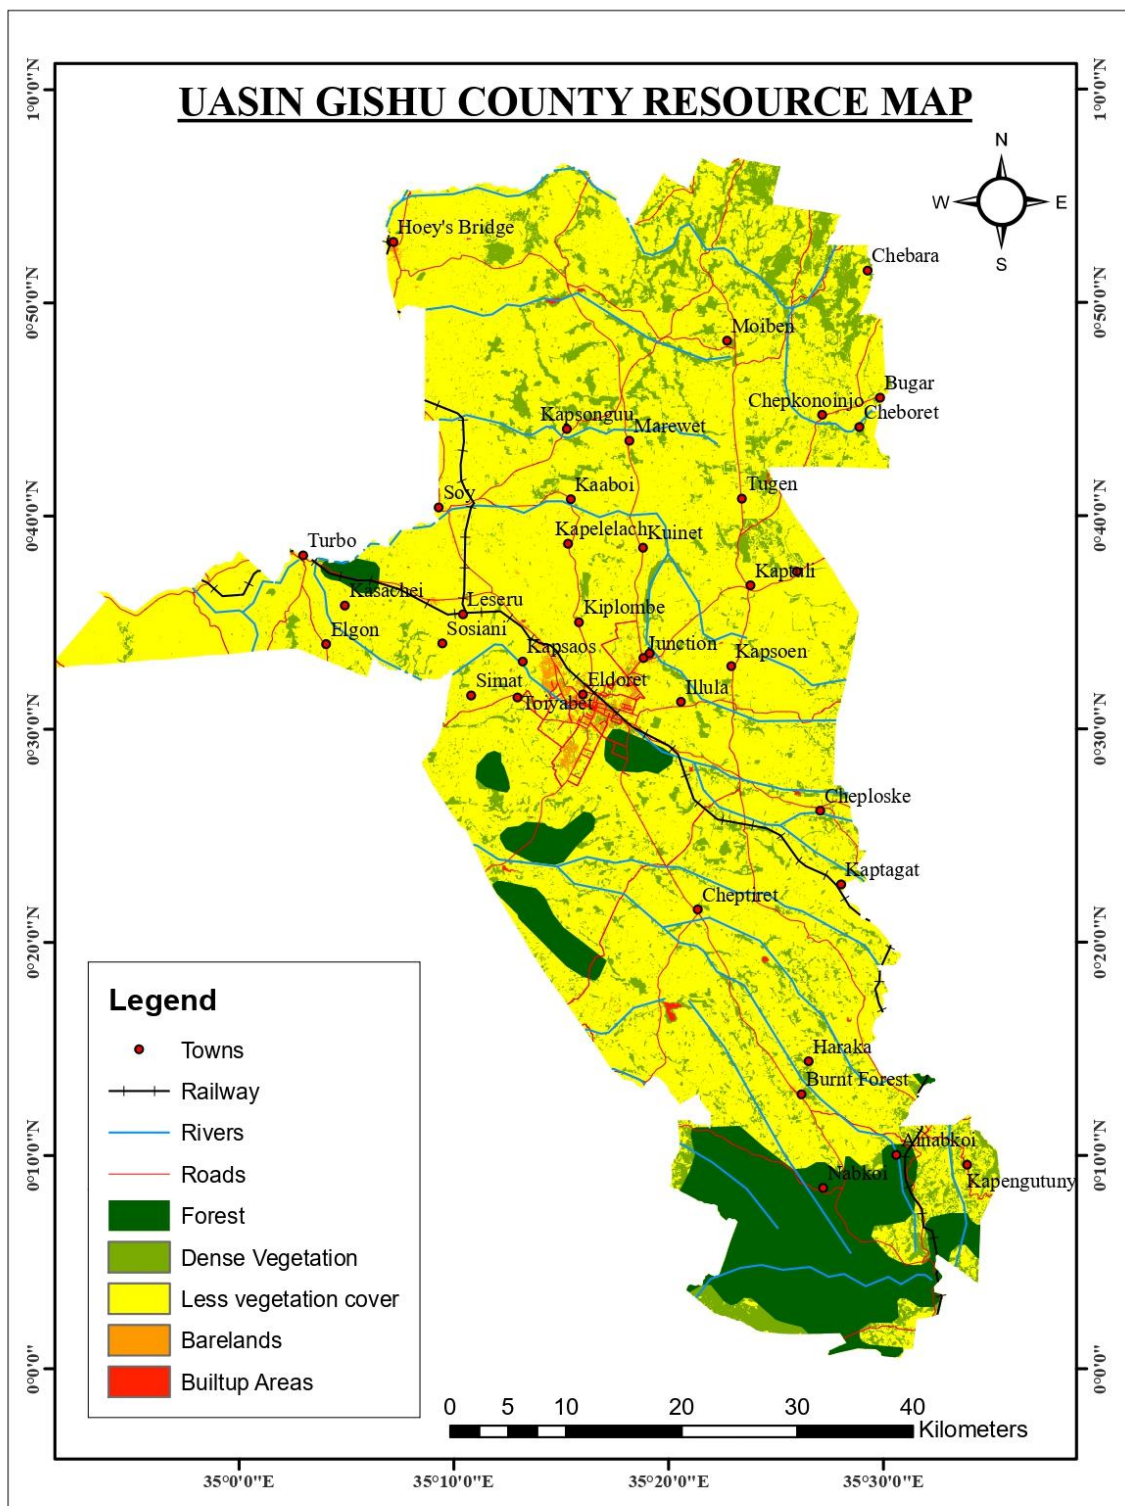 UASIN GISHU COUNTY RESOURCE MAP
N
W E
S
1°0'0"N
0°50'0"N
0°40'0"N
0°30'0"N
0°20'0"N
0°10'0"N
0°0'0"
1°0'0"N
0°50'0"N
0°40'0"N
0°30'0"N
0°20'0"N
0°10'0"N
0°0'0"
Hoey's Bridge
Chebara
Moiben
Bugar
Chepkonoinjo
Cheboret
Kapsonguu
Marewet
Kaaboi
Tugen
Soy
Kapelelach
Kuinet
Turbo
Kasachei
Leseru
Kiplombe
Elgon
Sosiani
Kapsaos
Junction
Kapsoen
Simat
Eldoret
Illula
Toiyabet
Cheploske
Kaptagat
Cheptiret
Haraka
Burnt Forest
Ainabkoi
Nabkoi
Kapengutuny
Legend
Towns
Railway
Rivers
Roads
Forest
Dense Vegetation
Less vegetation cover
Barelands
Builtup Areas
0 5 10 20 30 40
Kilometers
35°0'0"E 35°10'0"E 35°20'0"E 35°30'0"E